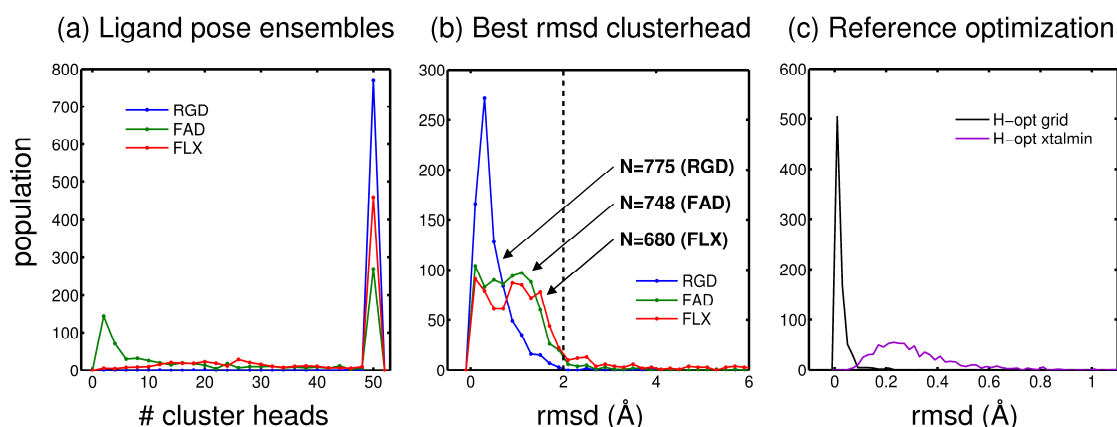 (a) Ligand pose ensembles
(b) Best rmsd clusterhead
(c) Reference optimization
population
800
700
600
500
400
300
200
100
0
0
10
20
30
40
50
# cluster heads
RGD
FAD
FLX
300
250
200
150
100
50
0
0
2
4
6
rmsd (Å)
N=775 (RGD)
N=748 (FAD)
N=680 (FLX)
RGD
FAD
FLX
600
500
400
300
200
100
0
0
0.2
0.4
0.6
0.8
1
rmsd (Å)
H−opt grid
H−opt xtalmin